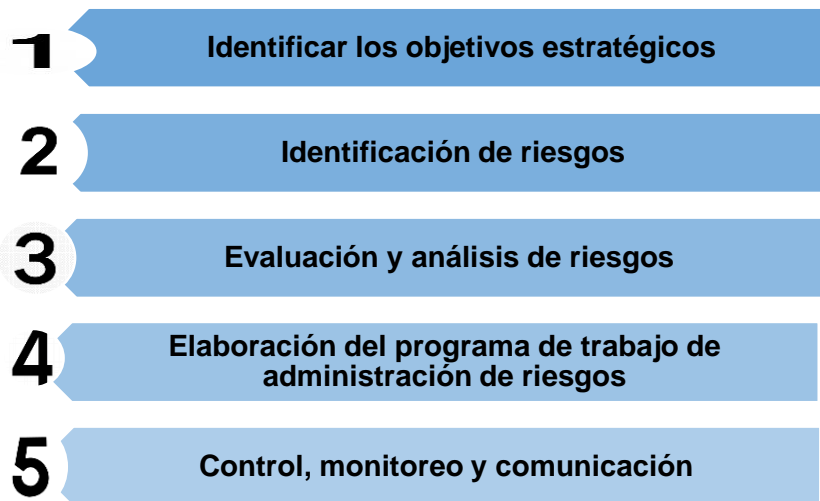 1
Identificar los objetivos estratégicos
2
Identificación de riesgos
3
Evaluación y análisis de riesgos
4
Elaboración del programa de trabajo de
administración de riesgos
5
Control, monitoreo y comunicación